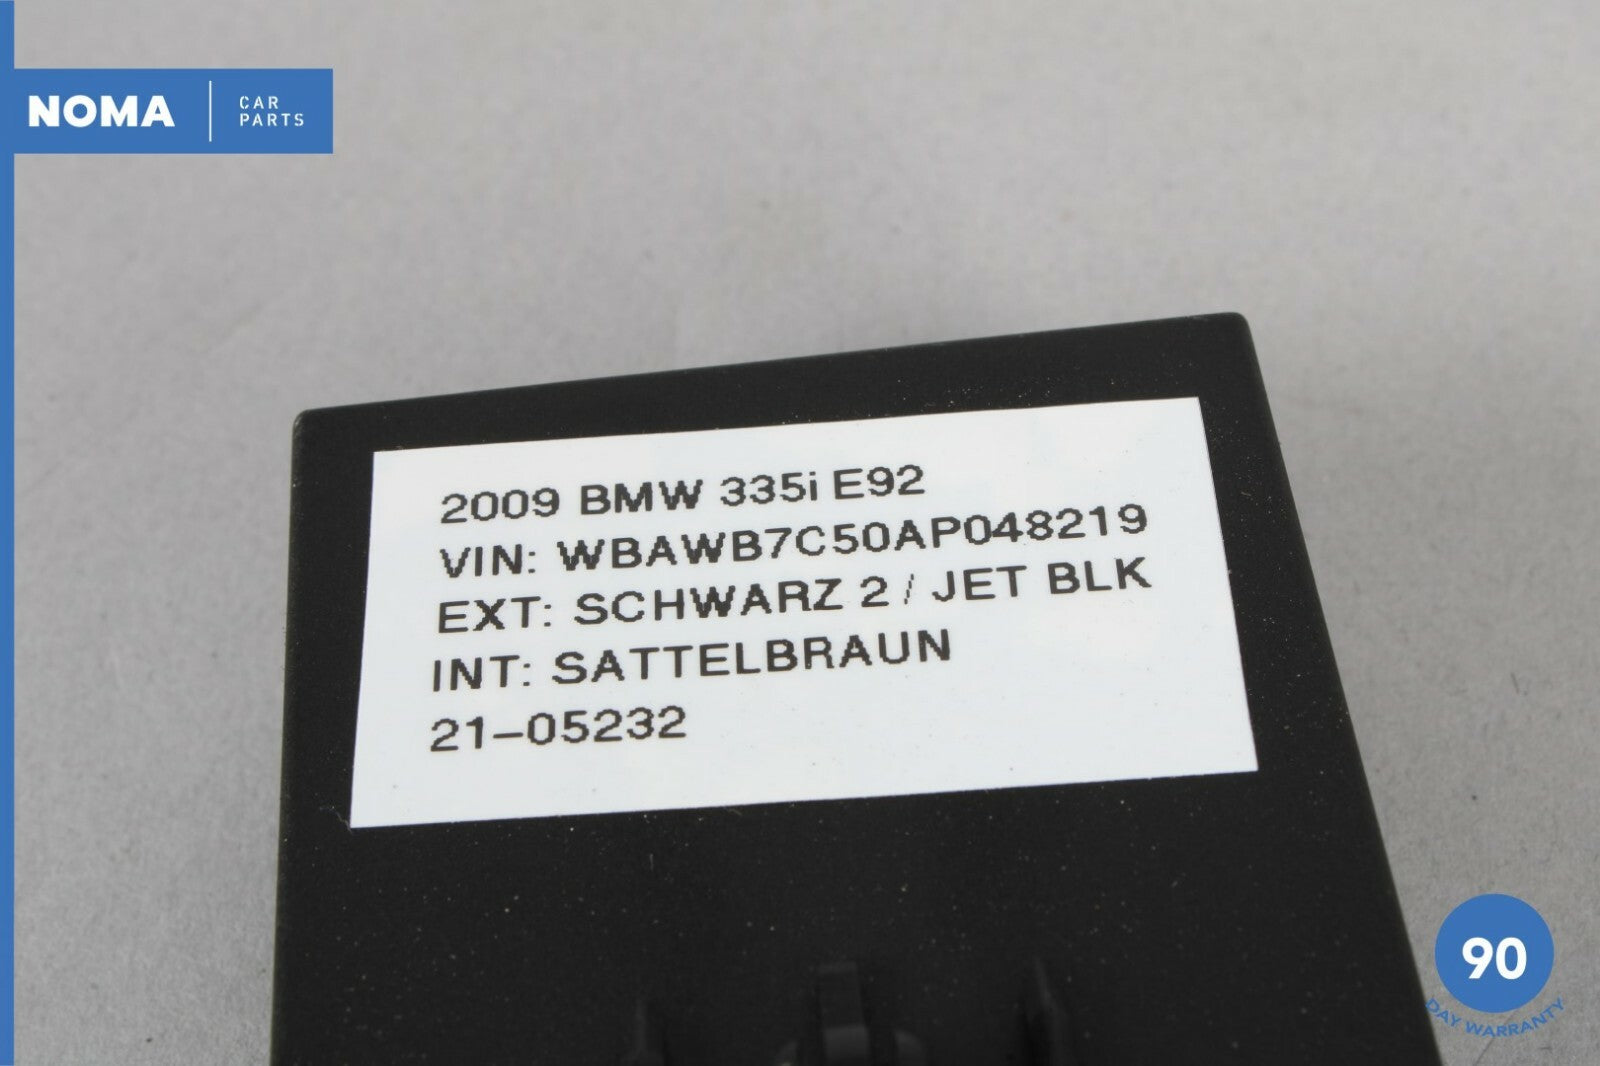 NOMA
CAR
PARTS
2009 BMW 335i E92
VIN: WBAWB7C50AP048219
EXT: SCHWARZ 2 / JET BLK
INT: SATTELBRAUN
21-05232
90
DAY WARRANTY